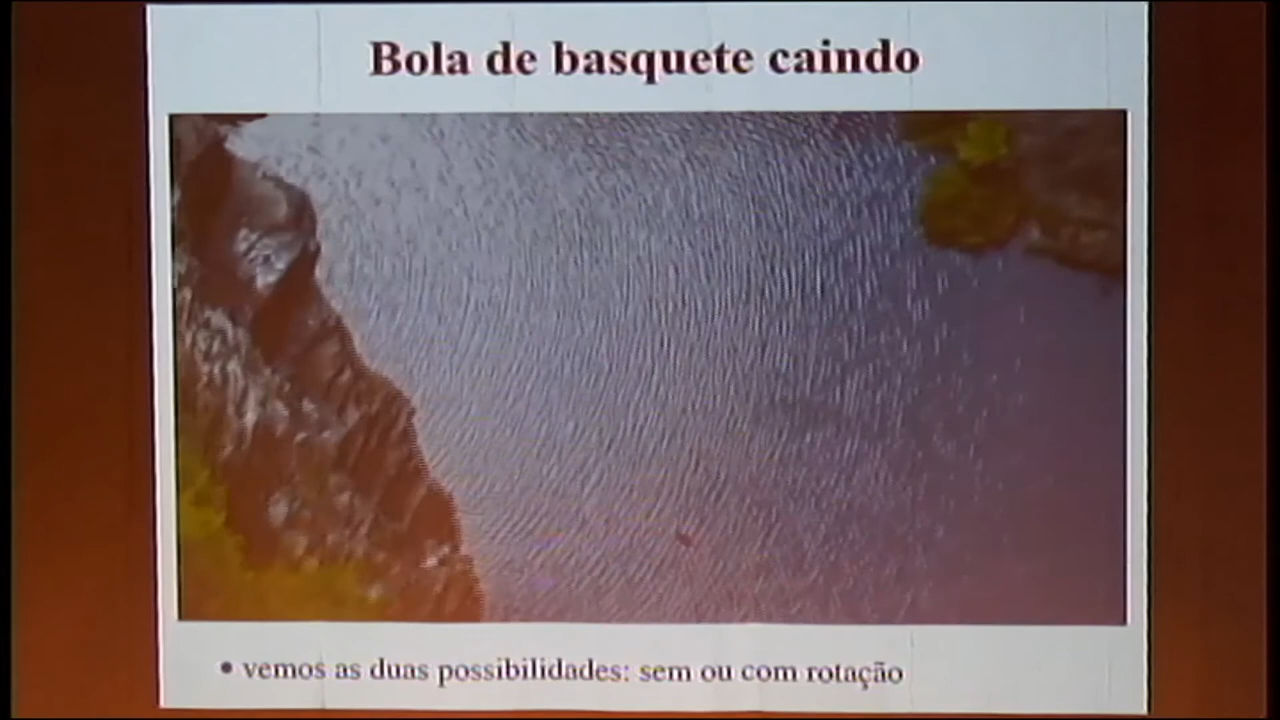 Bola de basquete caindo
• vemos as duas possibilidades: sem ou com rotação